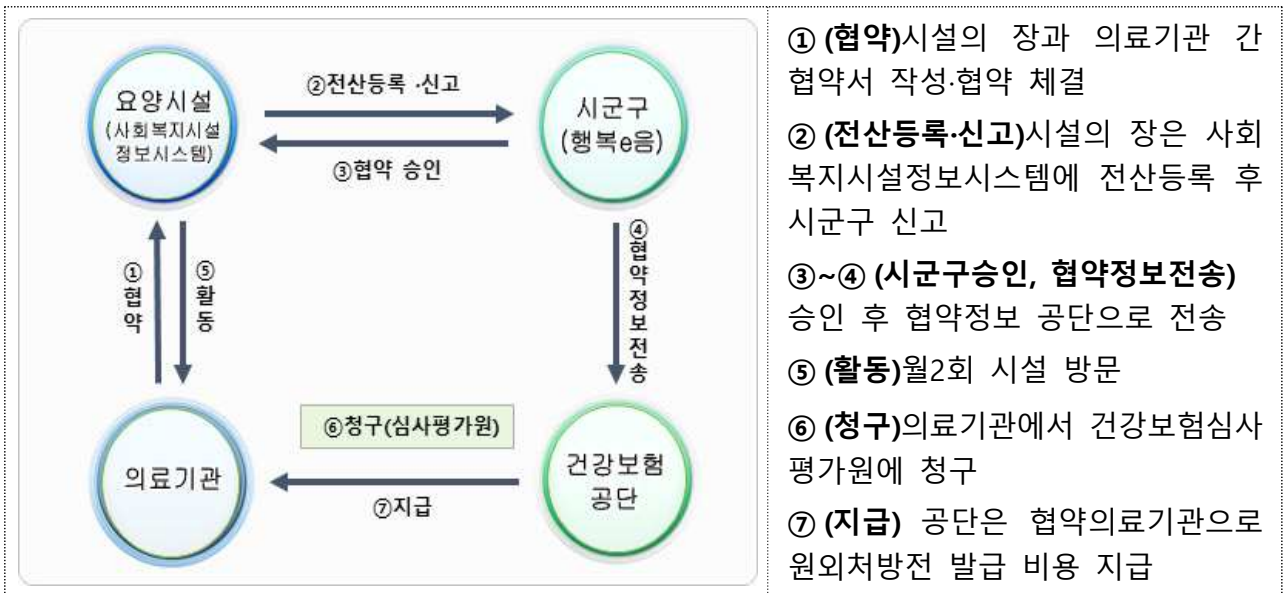 요양시설
(사회복지시설
정보시스템)
②전산등록 ·신고
③협약 승인
시군구
(행복e음)
①
협
약
⑤
활
동
④
협
약
정
보
전
송
⑥청구(심사평가원)
의료기관
⑦지급
건강보험
공단
① (협약)시설의 장과 의료기관 간
협약서 작성·협약 체결
② (전산등록·신고)시설의 장은 사회
복지시설정보시스템에 전산등록 후
시군구 신고
③~④ (시군구승인, 협약정보전송)
승인 후 협약정보 공단으로 전송
⑤ (활동)월2회 시설 방문
⑥ (청구)의료기관에서 건강보험심사
평가원에 청구
⑦ (지급) 공단은 협약의료기관으로
원외처방전 발급 비용 지급